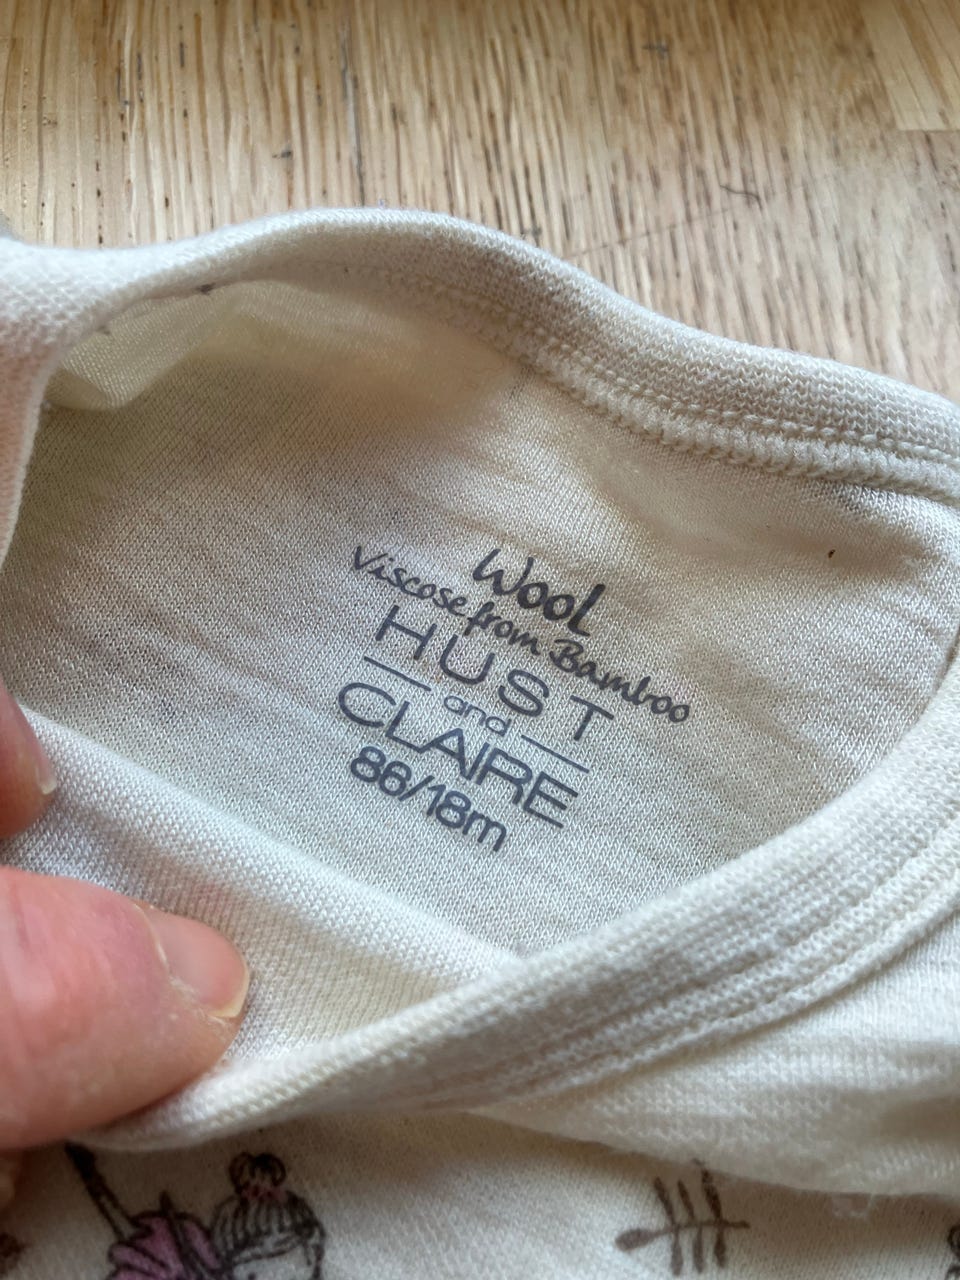 Wool
Viscose from Bamboo
HUST
and
CLAIRE
86/18m